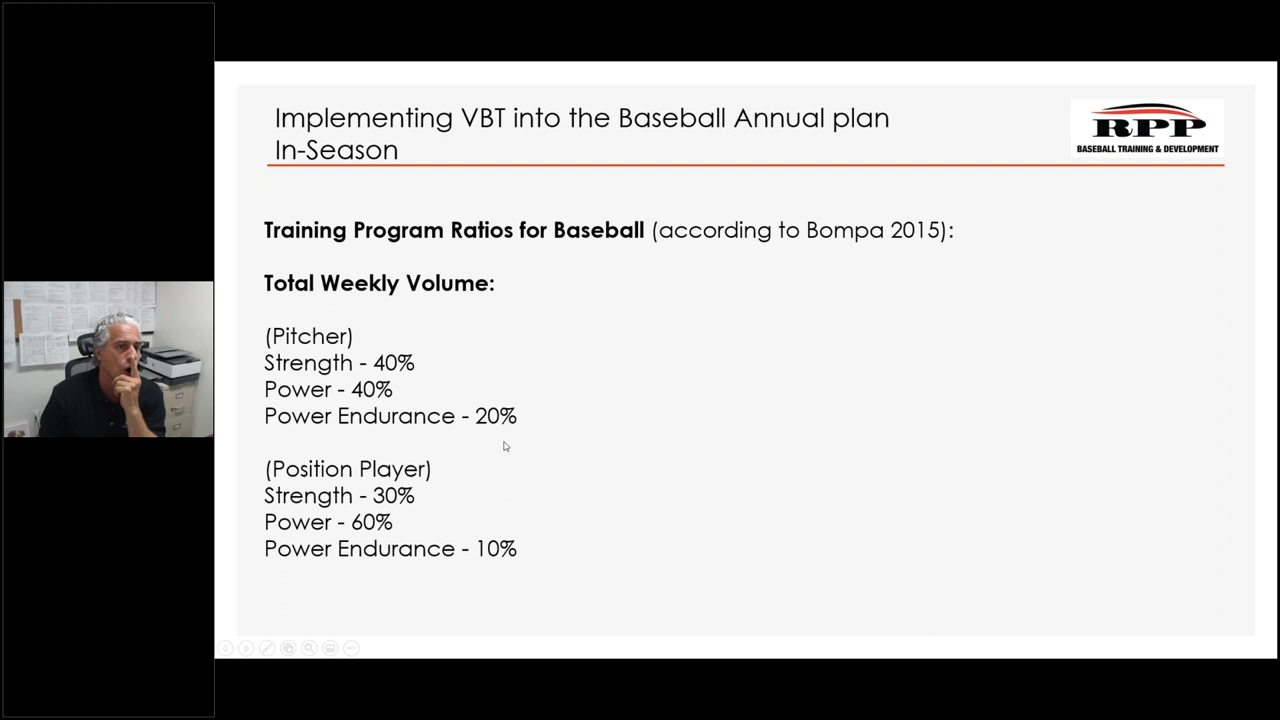 Implementing VBT into the Baseball Annual plan
In-Season
RPP
BASEBALL TRAINING & DEVELOPMENT
Training Program Ratios for Baseball (according to Bompa 2015):
Total Weekly Volume:
(Pitcher)
Strength - 40%
Power - 40%
Power Endurance - 20%
(Position Player)
Strength - 30%
Power - 60%
Power Endurance - 10%